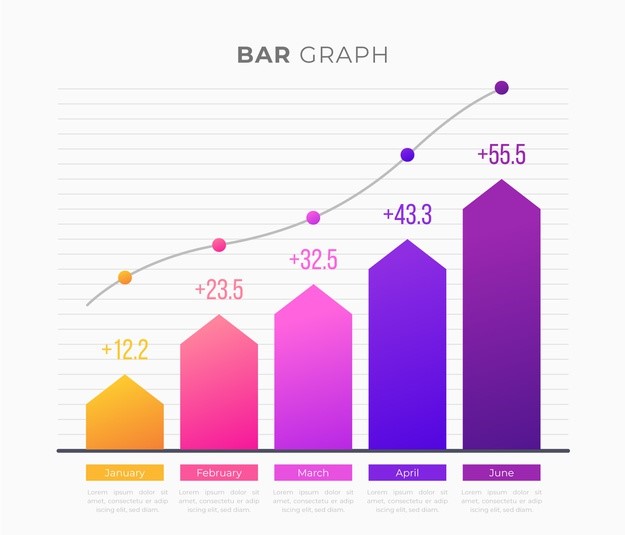 BAR GRAPH
+55.5
+43.3
+32.5
+23.5
+12.2
January
February
March
April
June
Lorem ipsum dolor sit
amet, consectetu er adip
iscing elit, sed diam.
Lorem ipsum dolor sit
amet, consectetu er adip
iscing elit, sed diam.
Lorem ipsum dolor sit
amet, consectetu er adip
iscing elit, sed diam.
Lorem ipsum dolor sit
amet, consectetu er adip
iscing elit, sed diam.
Lorem ipsum dolor sit
amet, consectetu er adip
iscing elit, sed diam.